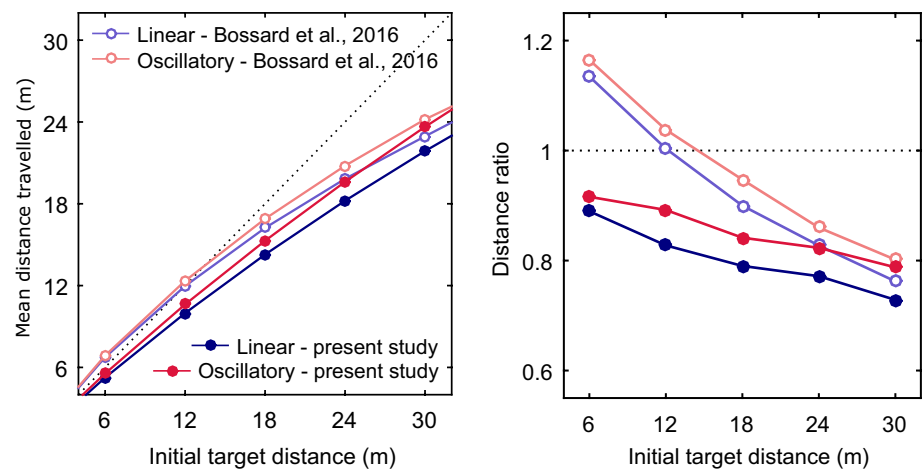 Mean distance travelled (m)
30
24
18
12
6
Linear - Bossard et al., 2016
Oscillatory - Bossard et al., 2016
Linear - present study
Oscillatory - present study
6 12 18 24 30
Initial target distance (m)
Distance ratio
1.2
1
0.8
0.6
6 12 18 24 30
Initial target distance (m)